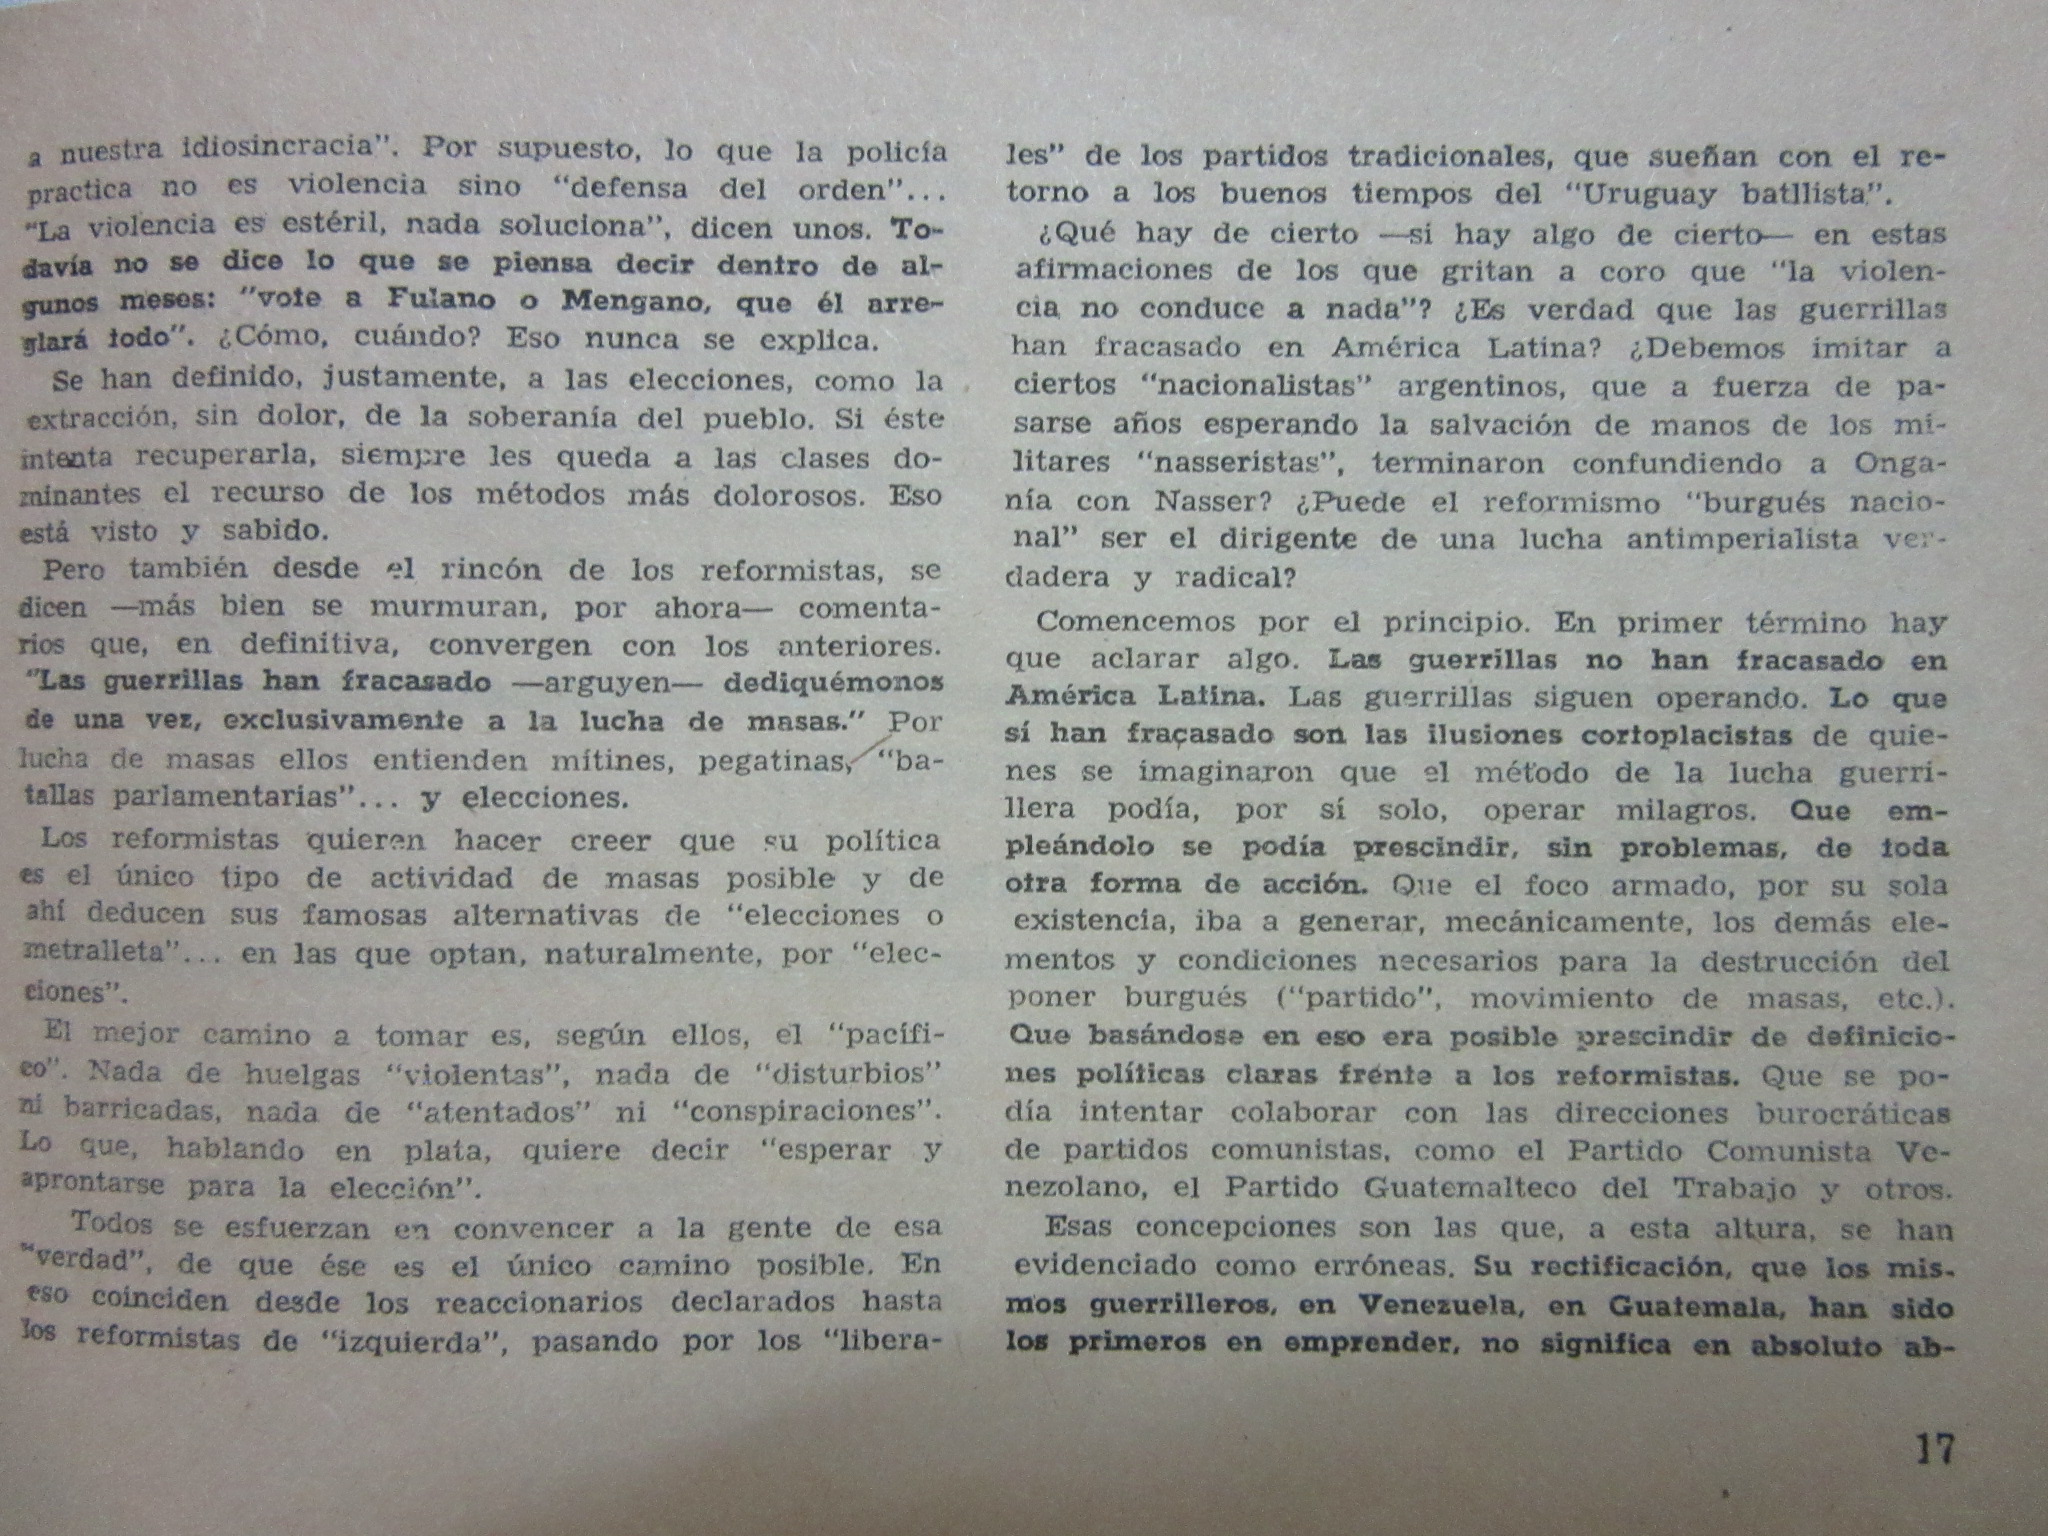 a nuestra idiosincracia". Por supuesto, lo que la policía
practica no es violencia sino "defensa del orden"...
"La violencia es estéril, nada soluciona", dicen unos. To-
davía no se dice lo que se piensa decir dentro de al-
gunos meses: "vote a Fulano o Mengano, que él arre-
glará todo". ¿Cómo, cuándo? Eso nunca se explica.
Se han definido, justamente, a las elecciones, como la
extracción, sin dolor, de la soberanía del pueblo. Si éste
intenta recuperarla, siempre les queda a las clases do-
minantes el recurso de los métodos más dolorosos. Eso
está visto y sabido.
Pero también desde el rincón de los reformistas, se
dicen —más bien se murmuran, por ahora— comenta-
rios que, en definitiva, convergen con los anteriores.
"Las guerrillas han fracasado —arguyen— dediquémonos
de una vez, exclusivamente a la lucha de masas." Por
lucha de masas ellos entienden mítines, pegatinas, "ba-
tallas parlamentarias"... y elecciones.
Los reformistas quieren hacer creer que su política
es el único tipo de actividad de masas posible y de
ahí deducen sus famosas alternativas de "elecciones o
metralleta"... en las que optan, naturalmente, por "elec-
ciones".
El mejor camino a tomar es, según ellos, el "pacífi-
co". Nada de huelgas "violentas", nada de "disturbios"
ni barricadas, nada de "atentados" ni "conspiraciones".
Lo que, hablando en plata, quiere decir "esperar y
aprontarse para la elección".
Todos se esfuerzan en convencer a la gente de esa
"verdad", de que ése es el único camino posible. En
eso coinciden desde los reaccionarios declarados hasta
los reformistas de "izquierda", pasando por los "libera-
les" de los partidos tradicionales, que sueñan con el re-
torno a los buenos tiempos del "Uruguay batllista".
¿Qué hay de cierto —si hay algo de cierto— en estas
afirmaciones de los que gritan a coro que "la violen-
cia no conduce a nada"? ¿Es verdad que las guerrillas
han fracasado en América Latina? ¿Debemos imitar a
ciertos "nacionalistas" argentinos, que a fuerza de pa-
sarse años esperando la salvación de manos de los mi-
litares "nasseristas", terminaron confundiendo a Onga-
nía con Nasser? ¿Puede el reformismo "burgués nacio-
nal" ser el dirigente de una lucha antimperialista ver-
dadera y radical?
Comencemos por el principio. En primer término hay
que aclarar algo. Las guerrillas no han fracasado en
América Latina. Las guerrillas siguen operando. Lo que
sí han fracasado son las ilusiones cortoplacistas de quie-
nes se imaginaron que el método de la lucha guerri-
llera podía, por sí solo, operar milagros. Que em-
pleándolo se podía prescindir, sin problemas, de toda
otra forma de acción. Que el foco armado, por su sola
existencia, iba a generar, mecánicamente, los demás ele-
mentos y condiciones necesarios para la destrucción del
poner burgués ("partido", movimiento de masas, etc.).
Que basándose en eso era posible prescindir de definicio-
nes políticas claras frente a los reformistas. Que se po-
día intentar colaborar con las direcciones burocráticas
de partidos comunistas, como el Partido Comunista Ve-
nezolano, el Partido Guatemalteco del Trabajo y otros.
Esas concepciones son las que, a esta altura, se han
evidenciado como erróneas. Su rectificación, que los mis-
mos guerrilleros, en Venezuela, en Guatemala, han sido
los primeros en emprender, no significa en absoluto ab-
17